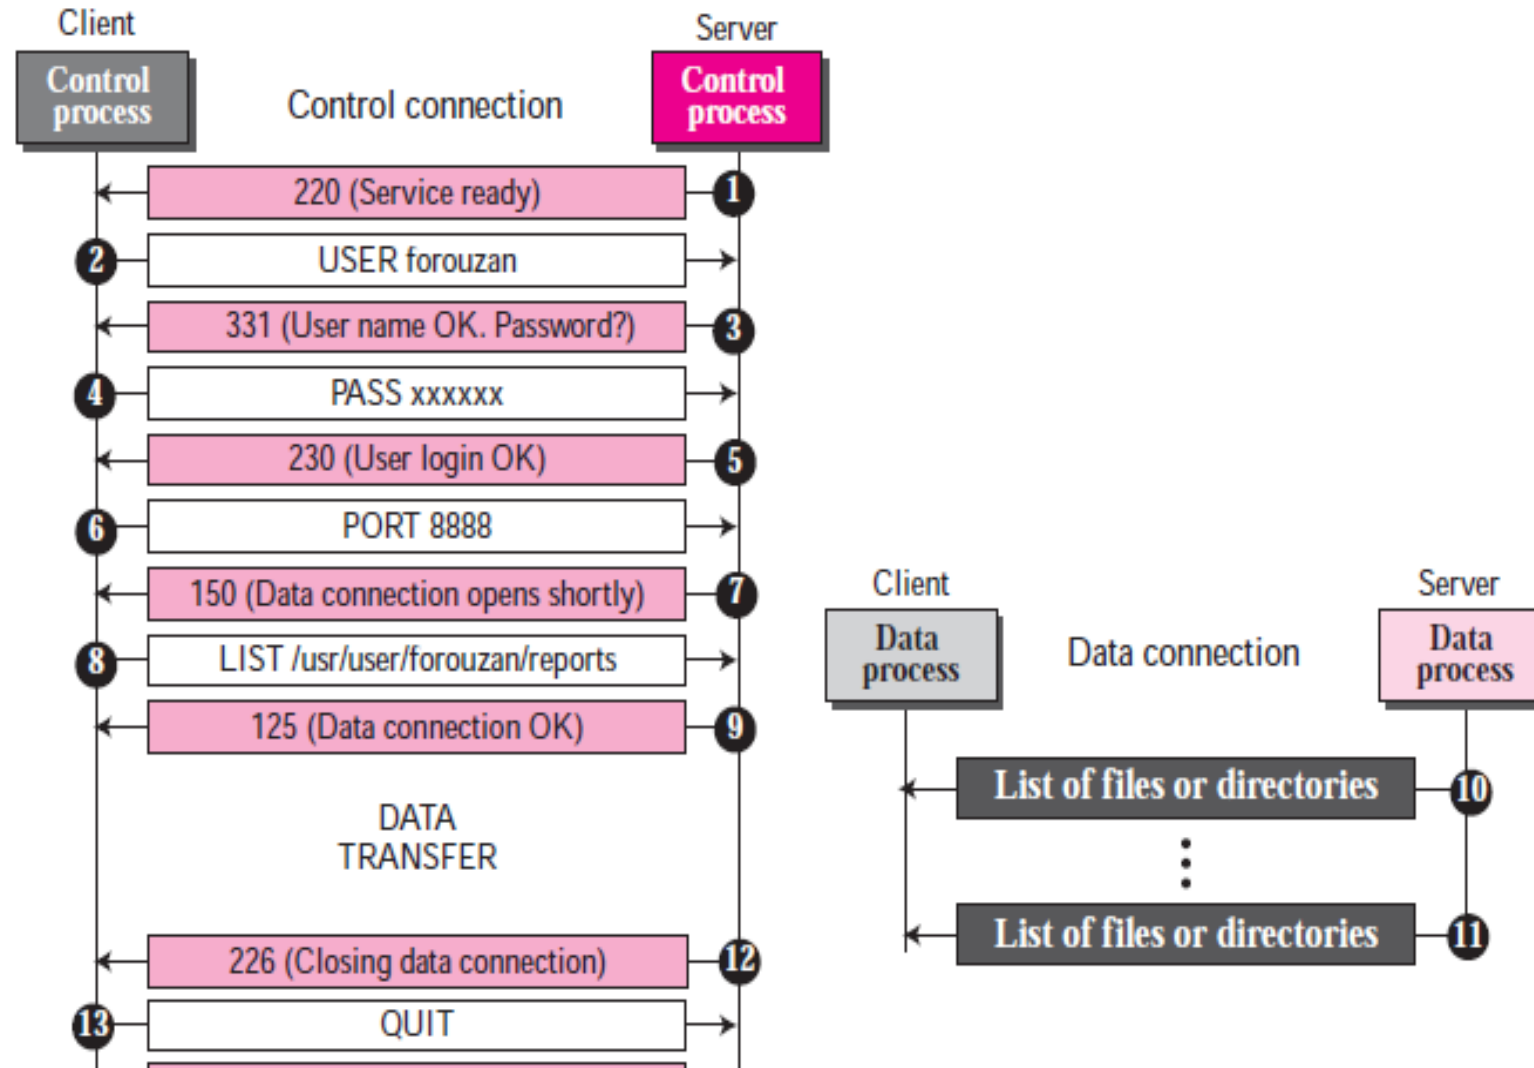 Client
Server
Control
process
Control connection
Control
process
220 (Service ready)
1
2
USER forouzan
331 (User name OK. Password?)
3
4
PASS xxxxxx
230 (User login OK)
5
6
PORT 8888
150 (Data connection opens shortly)
7
8
LIST /usr/user/forouzan/reports
125 (Data connection OK)
9
DATA
TRANSFER
226 (Closing data connection)
12
13
QUIT
Client
Server
Data
process
Data connection
Data
process
List of files or directories
10
List of files or directories
11